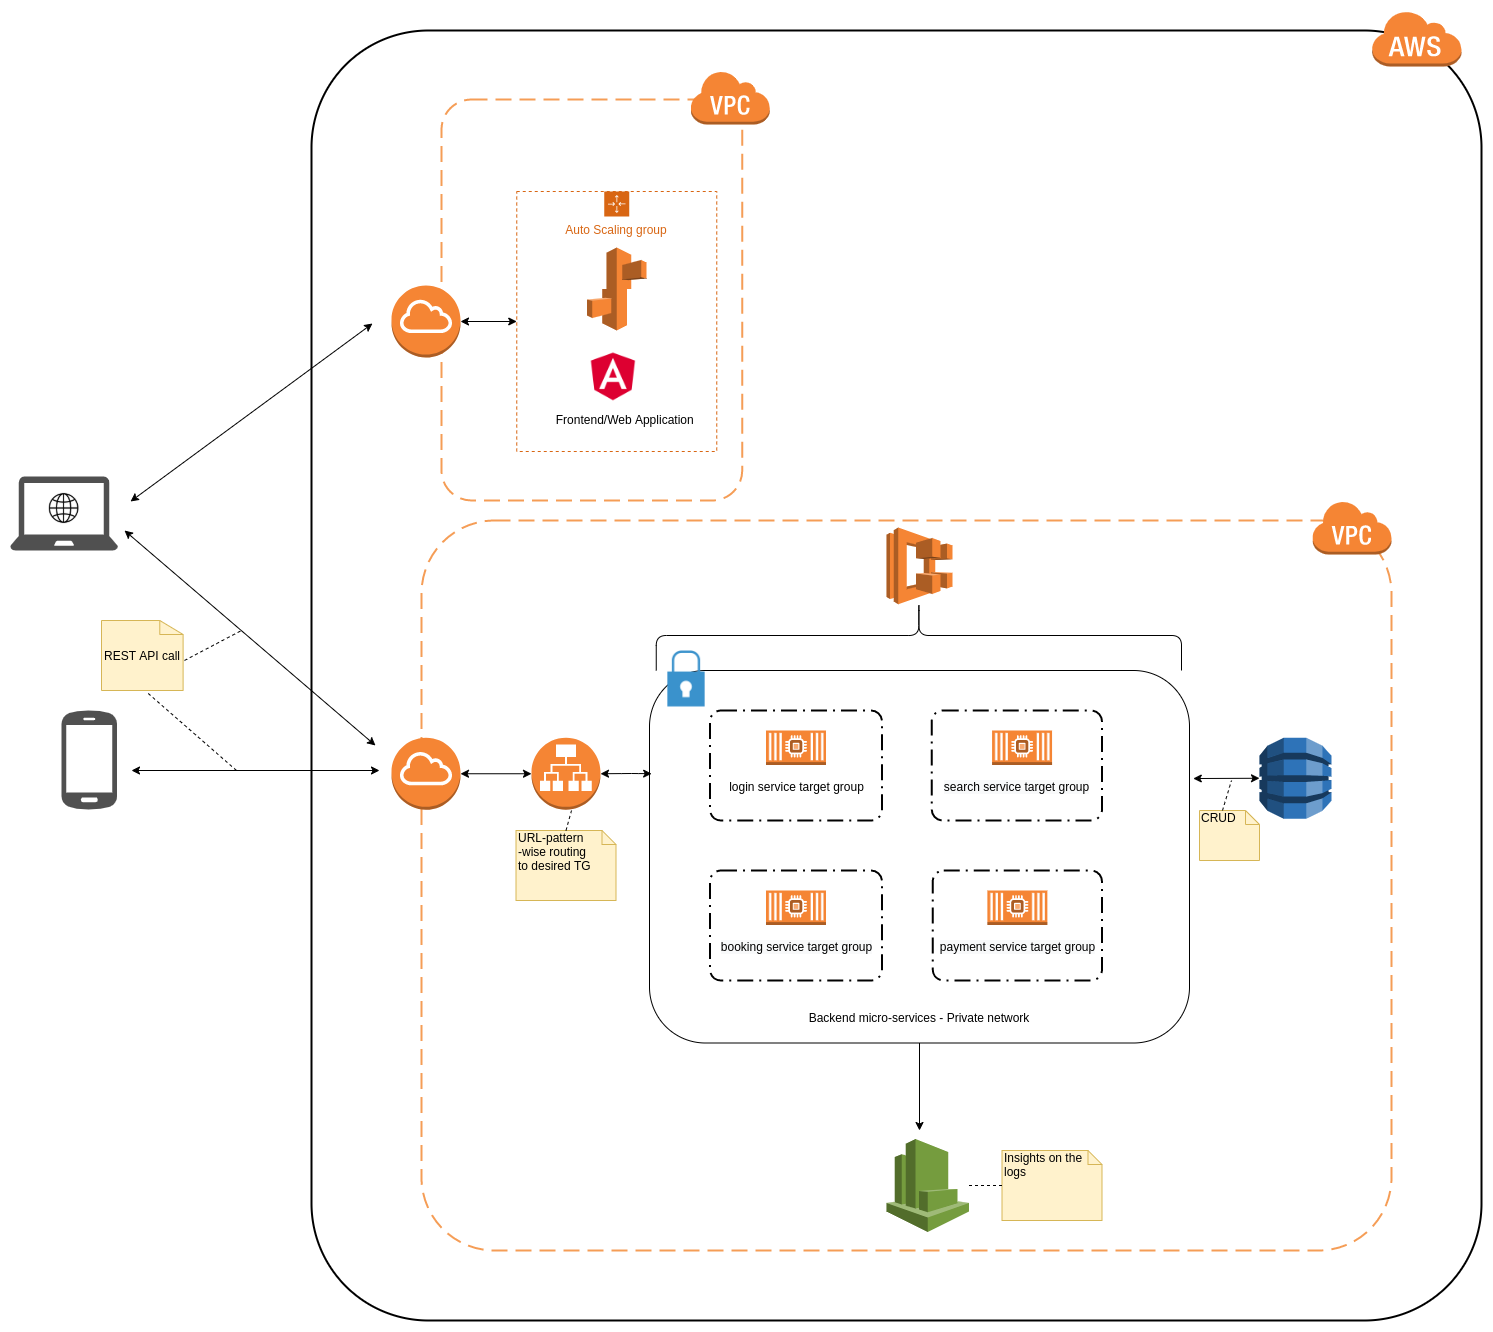 AWS
VPC
Auto Scaling group
Frontend/Web Application
VPC
REST API call
login service target group
search service target group
URL-pattern
-wise routing
to desired TG
CRUD
booking service target group
payment service target group
Backend micro-services - Private network
Insights on the
logs